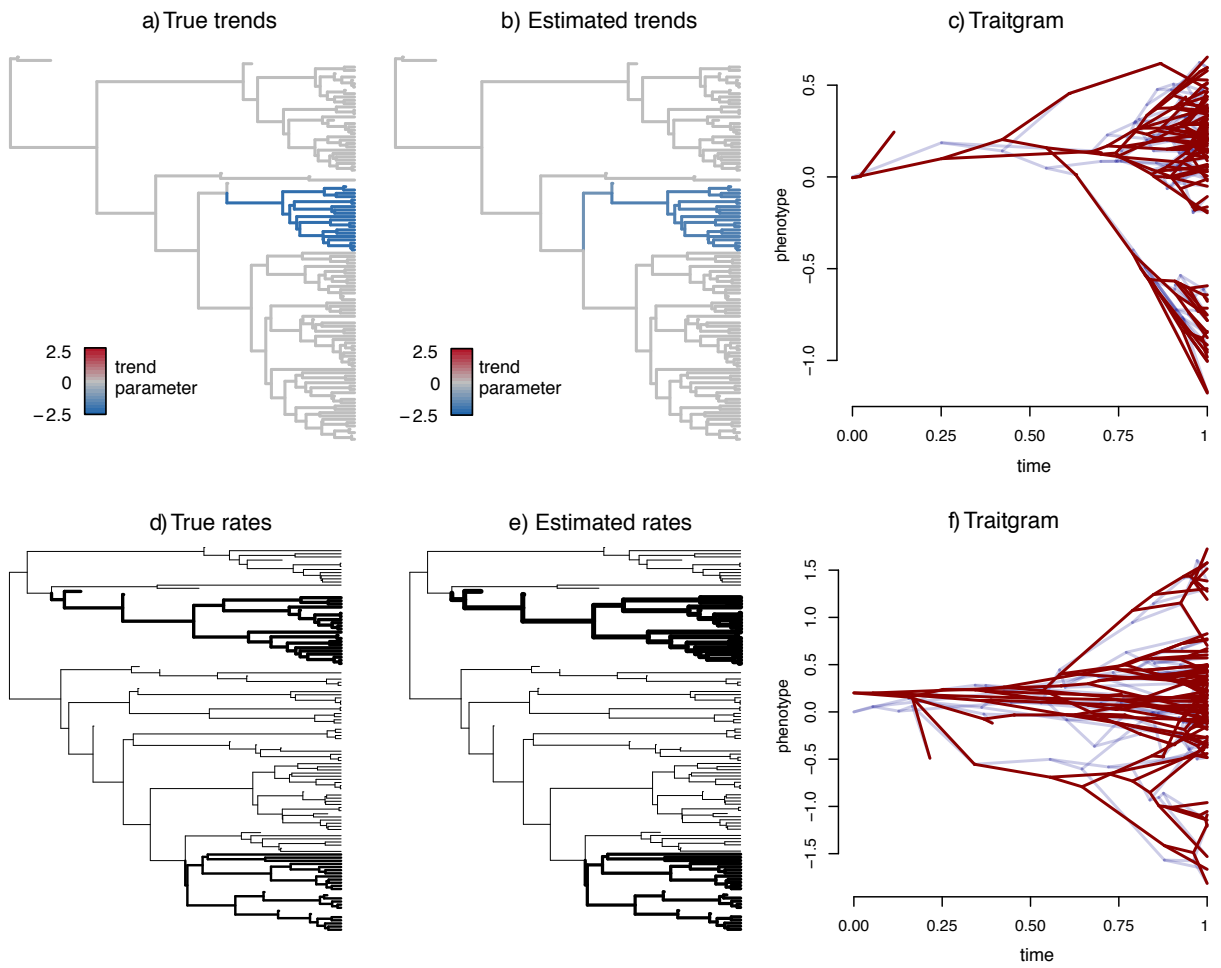 a) True trends
b) Estimated trends
c) Traitgram
2.5
0
−2.5
trend
parameter
2.5
0
−2.5
trend
parameter
phenotype
0.5
0.0
−0.5
−1.0
0.00
0.25
0.50
0.75
1
time
d) True rates
e) Estimated rates
f) Traitgram
phenotype
1.5
1.0
0.5
0.0
−0.5
−1.0
−1.5
0.00
0.25
0.50
0.75
1
time